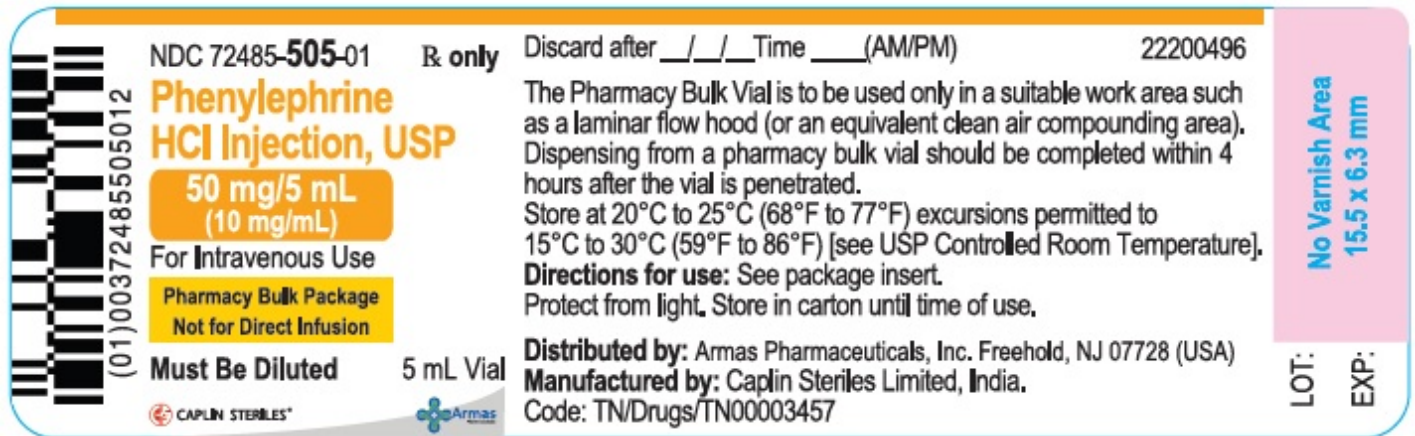 (01)00372485505012
NDC 72485-505-01 ℞ only
Phenylephrine
HCl Injection, USP
50 mg/5 mL
(10 mg/mL)
For Intravenous Use
Pharmacy Bulk Package
Not for Direct Infusion
Must Be Diluted 5 mL Vial
CAPLIN STERILES
Armas
Discard after __/__/__Time ____(AM/PM) 22200496
The Pharmacy Bulk Vial is to be used only in a suitable work area such
as a laminar flow hood (or an equivalent clean air compounding area).
Dispensing from a pharmacy bulk vial should be completed within 4
hours after the vial is penetrated.
Store at 20°C to 25°C (68°F to 77°F) excursions permitted to
15°C to 30°C (59°F to 86°F) [see USP Controlled Room Temperature].
Directions for use: See package insert.
Protect from light. Store in carton until time of use.
Distributed by: Armas Pharmaceuticals, Inc. Freehold, NJ 07728 (USA)
Manufactured by: Caplin Steriles Limited, India.
Code: TN/Drugs/TN00003457
No Varnish Area
15.5 x 6.3 mm
LOT:
EXP: